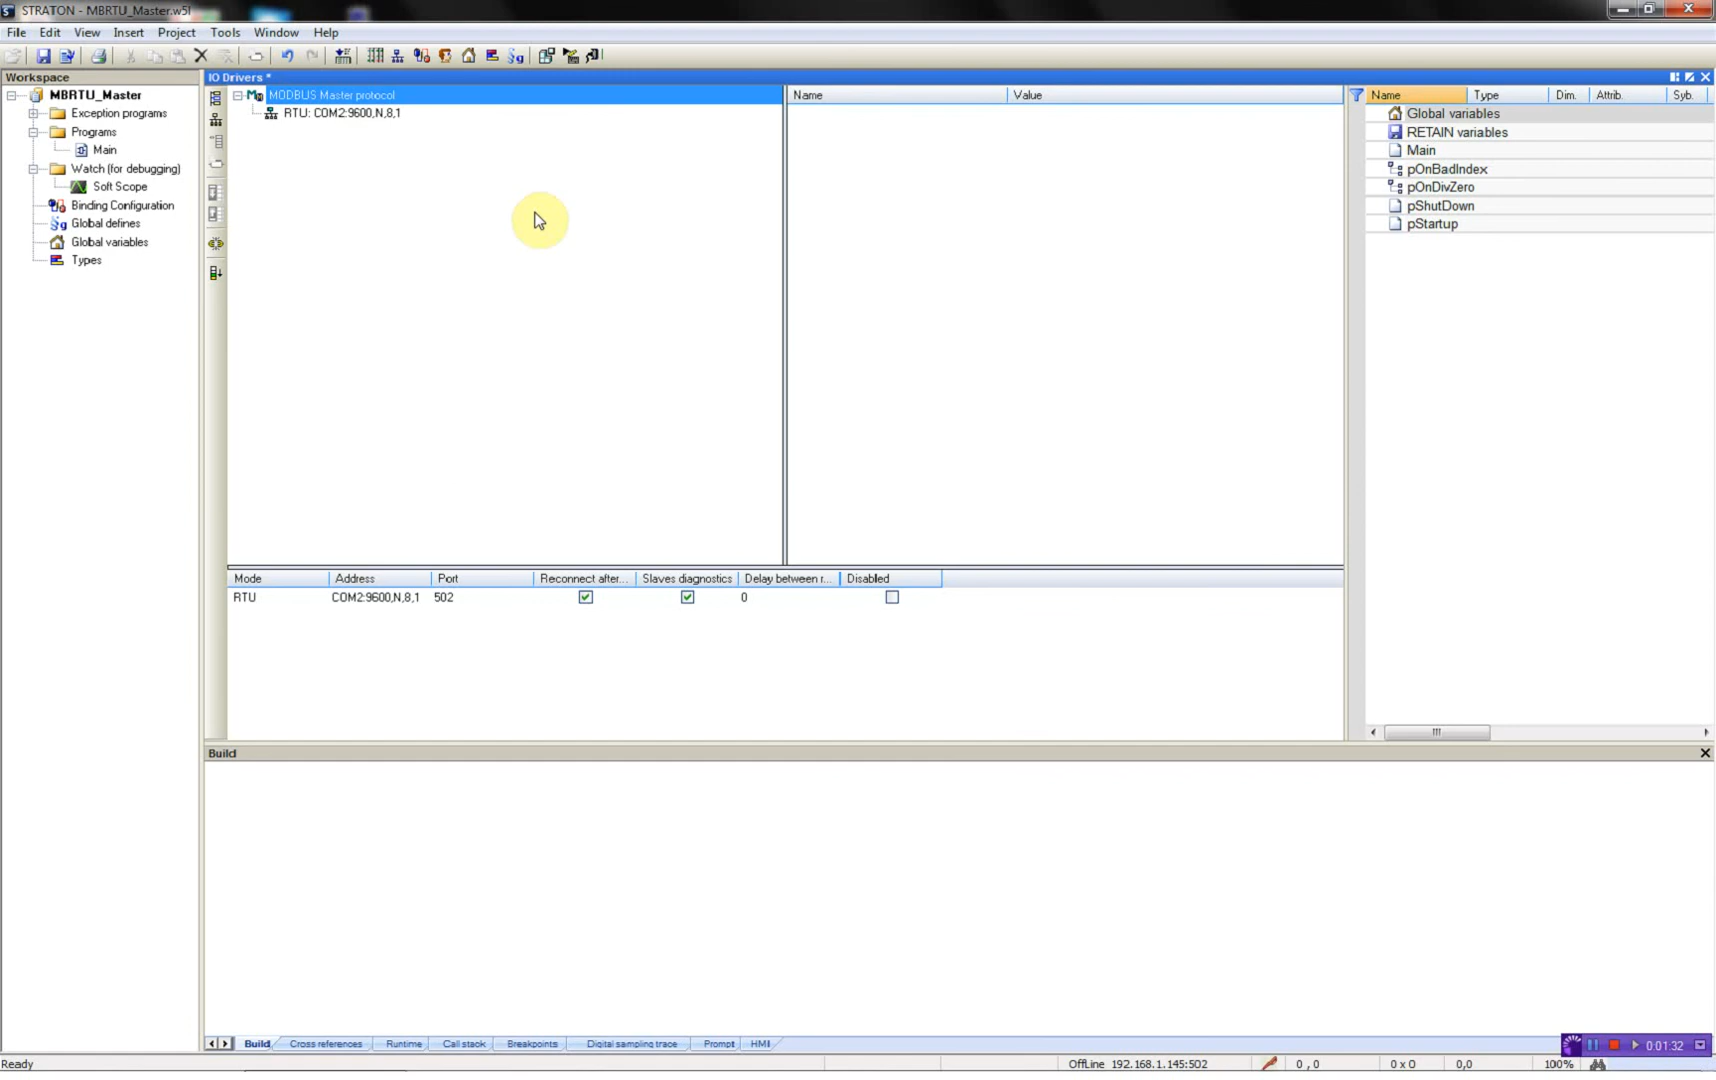 STRATON - MBRTU_Master.w5l
File Edit View Insert Project Tools Window Help
Workspace
MBRTU_Master
Exception programs
Programs
Main
Watch (for debugging)
Soft Scope
Binding Configuration
Global defines
Global variables
Types
IO Drivers *
MODBUS Master protocol
RTU: COM2:9600,N,8,1
Name Value
Name Type Dim. Attrib. Syb.
Global variables
RETAIN variables
Main
pOnBadIndex
pOnDivZero
pShutDown
pStartup
Mode Address Port Reconnect after... Slaves diagnostics Delay between r... Disabled
RTU COM2:9600,N,8,1 502 0
Build
Build Cross references Runtime Call stack Breakpoints Digital sampling trace Prompt HMI
0:01:32
Ready OffLine 192.168.1.145:502 0 , 0 0 x 0 0,0 100%